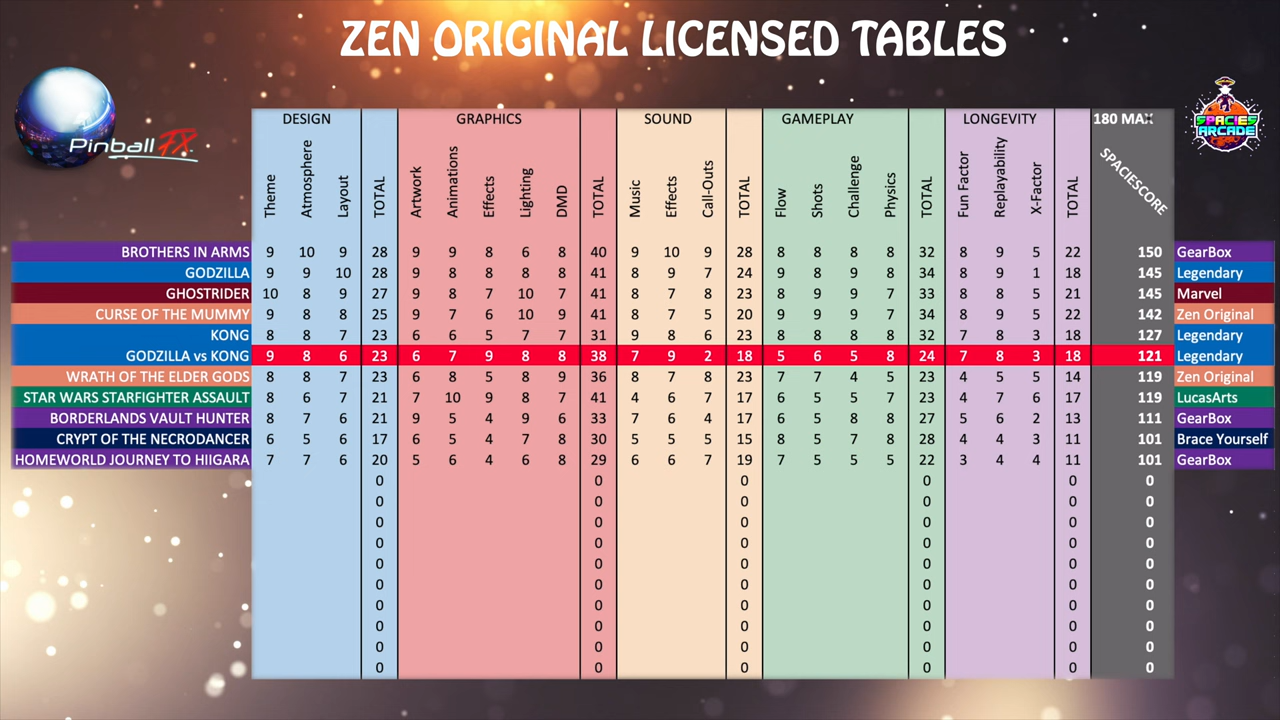 ZEN ORIGINAL LICENSED TABLES
Pinball FX
SPACIES ARCADE
DESIGN GRAPHICS SOUND GAMEPLAY LONGEVITY 180 MAX
Theme Atmosphere Layout TOTAL Artwork Animations Effects Lighting DMD TOTAL Music Effects Call-Outs TOTAL Flow Shots Challenge Physics TOTAL Fun Factor Replayability X-Factor TOTAL SPACIESCORE
BROTHERS IN ARMS 9 10 9 28 9 9 8 6 8 40 9 10 9 28 8 8 8 8 32 8 9 5 22 150 GearBox
GODZILLA 9 9 10 28 9 8 8 8 8 41 8 9 7 24 9 8 9 8 34 8 9 1 18 145 Legendary
GHOSTRIDER 10 8 9 27 9 8 7 10 7 41 8 7 8 23 8 9 9 7 33 8 8 5 21 145 Marvel
CURSE OF THE MUMMY 9 8 8 25 9 7 6 10 9 41 8 7 5 20 9 8 9 8 34 8 9 5 22 142 Zen Original
KONG 8 8 7 23 6 6 5 7 7 31 9 8 6 23 8 8 8 8 32 7 8 3 18 127 Legendary
GODZILLA vs KONG 9 8 6 23 6 7 9 8 8 38 7 9 2 18 5 6 5 8 24 7 8 3 18 121 Legendary
WRATH OF THE ELDER GODS 8 8 7 23 6 8 5 8 9 36 8 7 8 23 7 7 4 5 23 4 5 5 14 119 Zen Original
STAR WARS STARFIGHTER ASSAULT 8 6 7 21 7 10 9 8 7 41 4 6 7 17 6 5 5 7 23 4 7 6 17 119 LucasArts
BORDERLANDS VAULT HUNTER 8 7 6 21 9 5 4 9 6 33 7 6 4 17 6 5 8 8 27 5 6 2 13 111 GearBox
CRYPT OF THE NECRODANCER 6 5 6 17 6 5 4 7 8 30 5 5 5 15 8 5 7 8 28 4 4 3 11 101 Brace Yourself
HOMEWORLD JOURNEY TO HIIGARA 7 7 6 20 5 6 4 6 8 29 6 6 7 19 7 5 5 5 22 3 4 4 11 101 GearBox
0 0 0 0 0 0
0 0 0 0 0 0
0 0 0 0 0 0
0 0 0 0 0 0
0 0 0 0 0 0
0 0 0 0 0 0
0 0 0 0 0 0
0 0 0 0 0 0
0 0 0 0 0 0
0 0 0 0 0 0